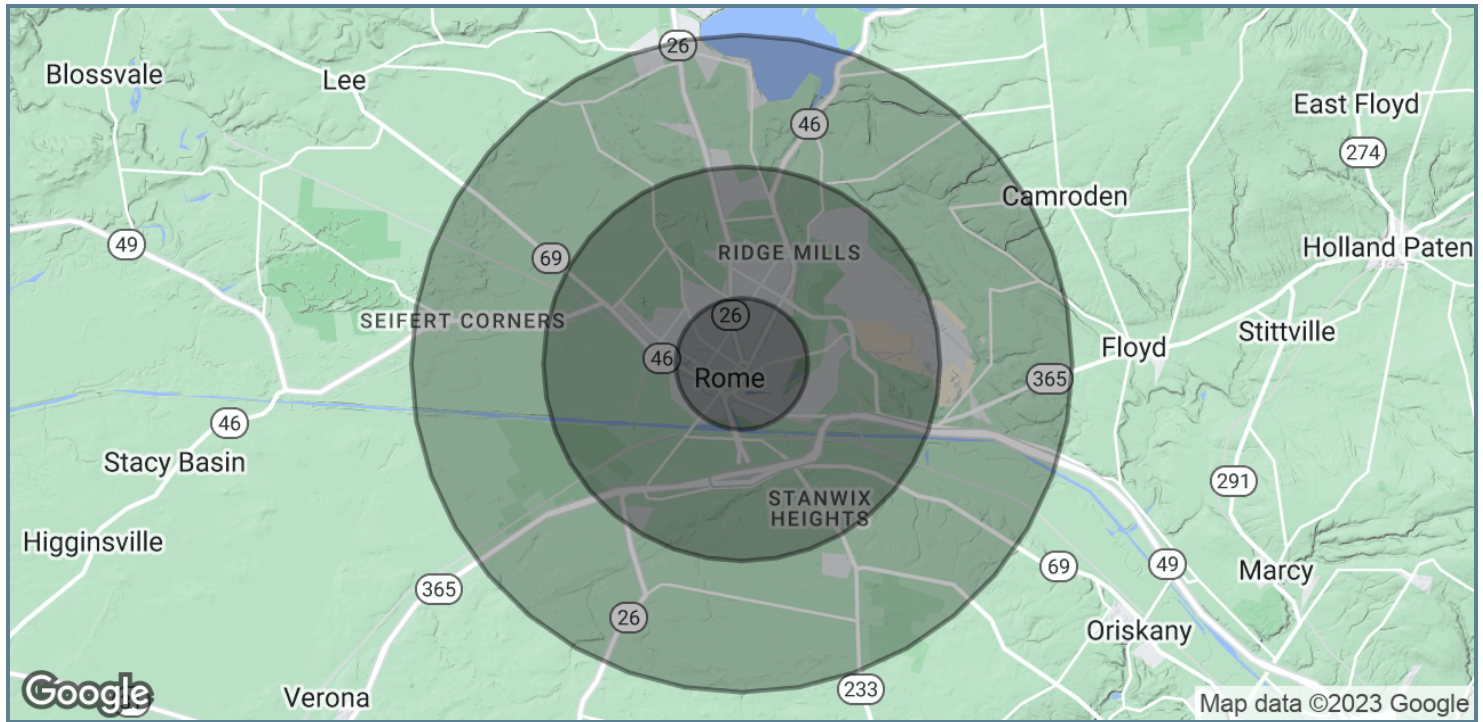 26
Blossvale
Lee
East Floyd
46
274
Camroden
49
69
RIDGE MILLS
Holland Paten
26
SEIFERT CORNERS
Stittville
Floyd
46
Rome
365
46
Stacy Basin
291
STANWIX
HEIGHTS
Higginsville
69
49
Marcy
365
26
Oriskany
233
Verona
Google
Map data ©2023 Google